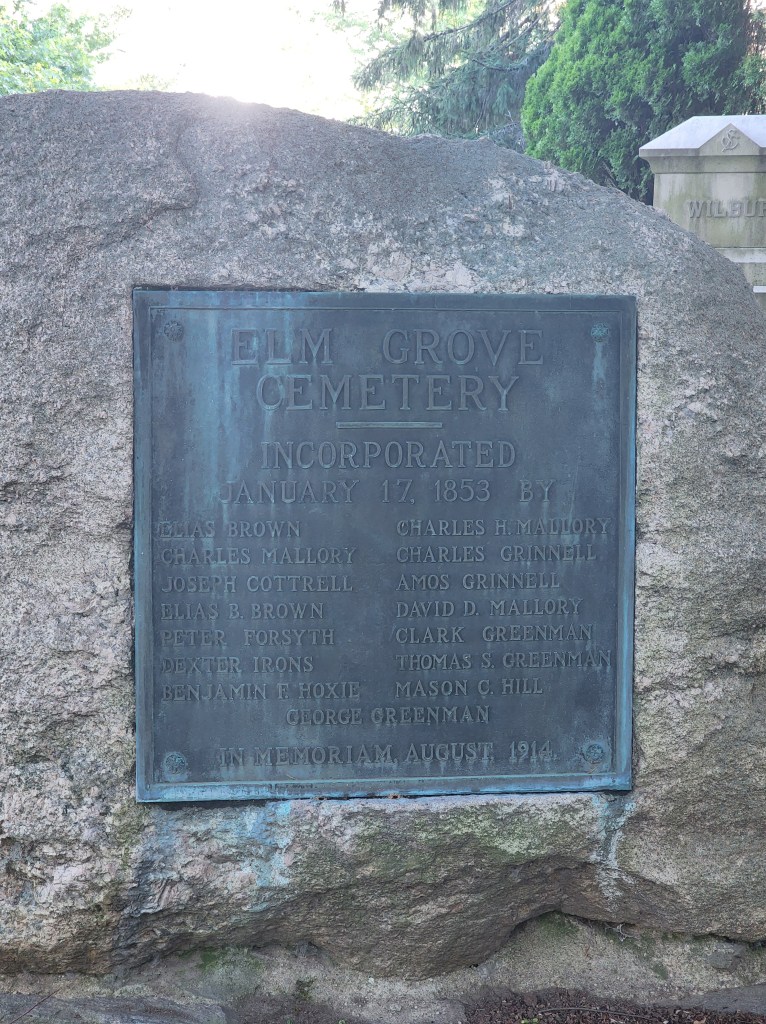 ELM GROVE
CEMETERY
INCORPORATED
JANUARY 17, 1853 BY
ELIAS BROWN
CHARLES MALLORY
JOSEPH COTTRELL
ELIAS B. BROWN
PETER FORSYTH
DEXTER IRONS
BENJAMIN F. HOXIE
CHARLES H. MALLORY
CHARLES GRINNELL
AMOS GRINNELL
DAVID D. MALLORY
CLARK GREENMAN
THOMAS S. GREENMAN
MASON C. HILL
GEORGE GREENMAN
IN MEMORIAM, AUGUST, 1914